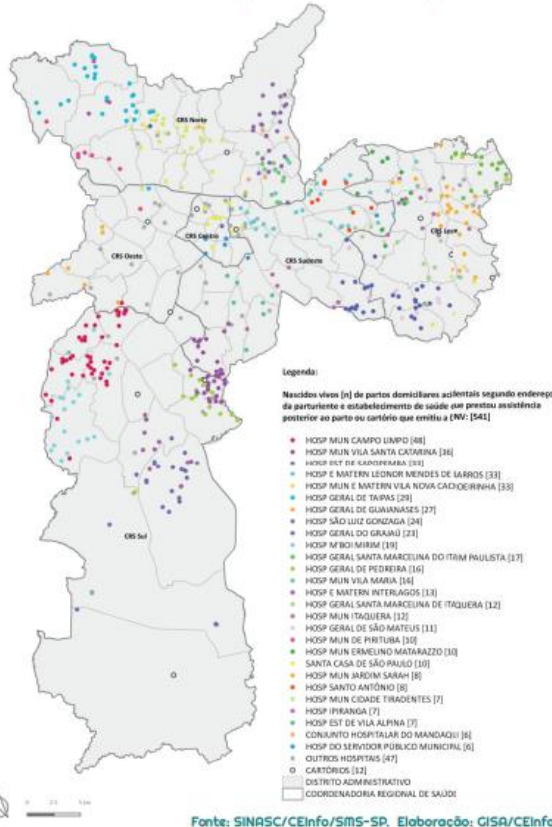 CRS Norte
CRS Leste
CRS Centro
CRS Oeste
CRS Sudeste
CRS Sul
Legenda:
Nascidos vivos [n] de partos domiciliares acidentais segundo endereço
da parturiente e estabelecimento de saúde que prestou assistência
posterior ao parto ou cartório que emitiu a DNV: [541]
HOSP MUN CAMPO LIMPO [48]
HOSP MUN VILA SANTA CATARINA [36]
HOSP EST DE SAPOPEMBA [33]
HOSP E MATERN LEONOR MENDES DE BARROS [33]
HOSP MUN E MATERN VILA NOVA CACHOEIRINHA [33]
HOSP GERAL DE TAIPAS [29]
HOSP GERAL DE GUAIANASES [27]
HOSP SÃO LUIZ GONZAGA [24]
HOSP GERAL DO GRAJAÚ [23]
HOSP M'BOI MIRIM [19]
HOSP GERAL SANTA MARCELINA DO ITAIM PAULISTA [17]
HOSP GERAL DE PEDREIRA [16]
HOSP MUN VILA MARIA [16]
HOSP E MATERN INTERLAGOS [13]
HOSP GERAL SANTA MARCELINA DE ITAQUERA [12]
HOSP MUN ITAQUERA [12]
HOSP GERAL DE SÃO MATEUS [11]
HOSP MUN DE PIRITUBA [10]
HOSP MUN ERMELINO MATARAZZO [10]
SANTA CASA DE SÃO PAULO [10]
HOSP MUN JARDIM SARAH [8]
HOSP SANTO ANTÔNIO [8]
HOSP MUN CIDADE TIRADENTES [7]
HOSP IPIRANGA [7]
HOSP EST DE VILA ALPINA [7]
CONJUNTO HOSPITALAR DO MANDAQUI [6]
HOSP DO SERVIDOR PÚBLICO MUNICIPAL [6]
OUTROS HOSPITAIS [47]
CARTÓRIOS [12]
DISTRITO ADMINISTRATIVO
COORDENADORIA REGIONAL DE SAÚDE
0 2.5 5 km
Fonte: SINASC/CEInfo/SMS-SP. Elaboração: GISA/CEInfo